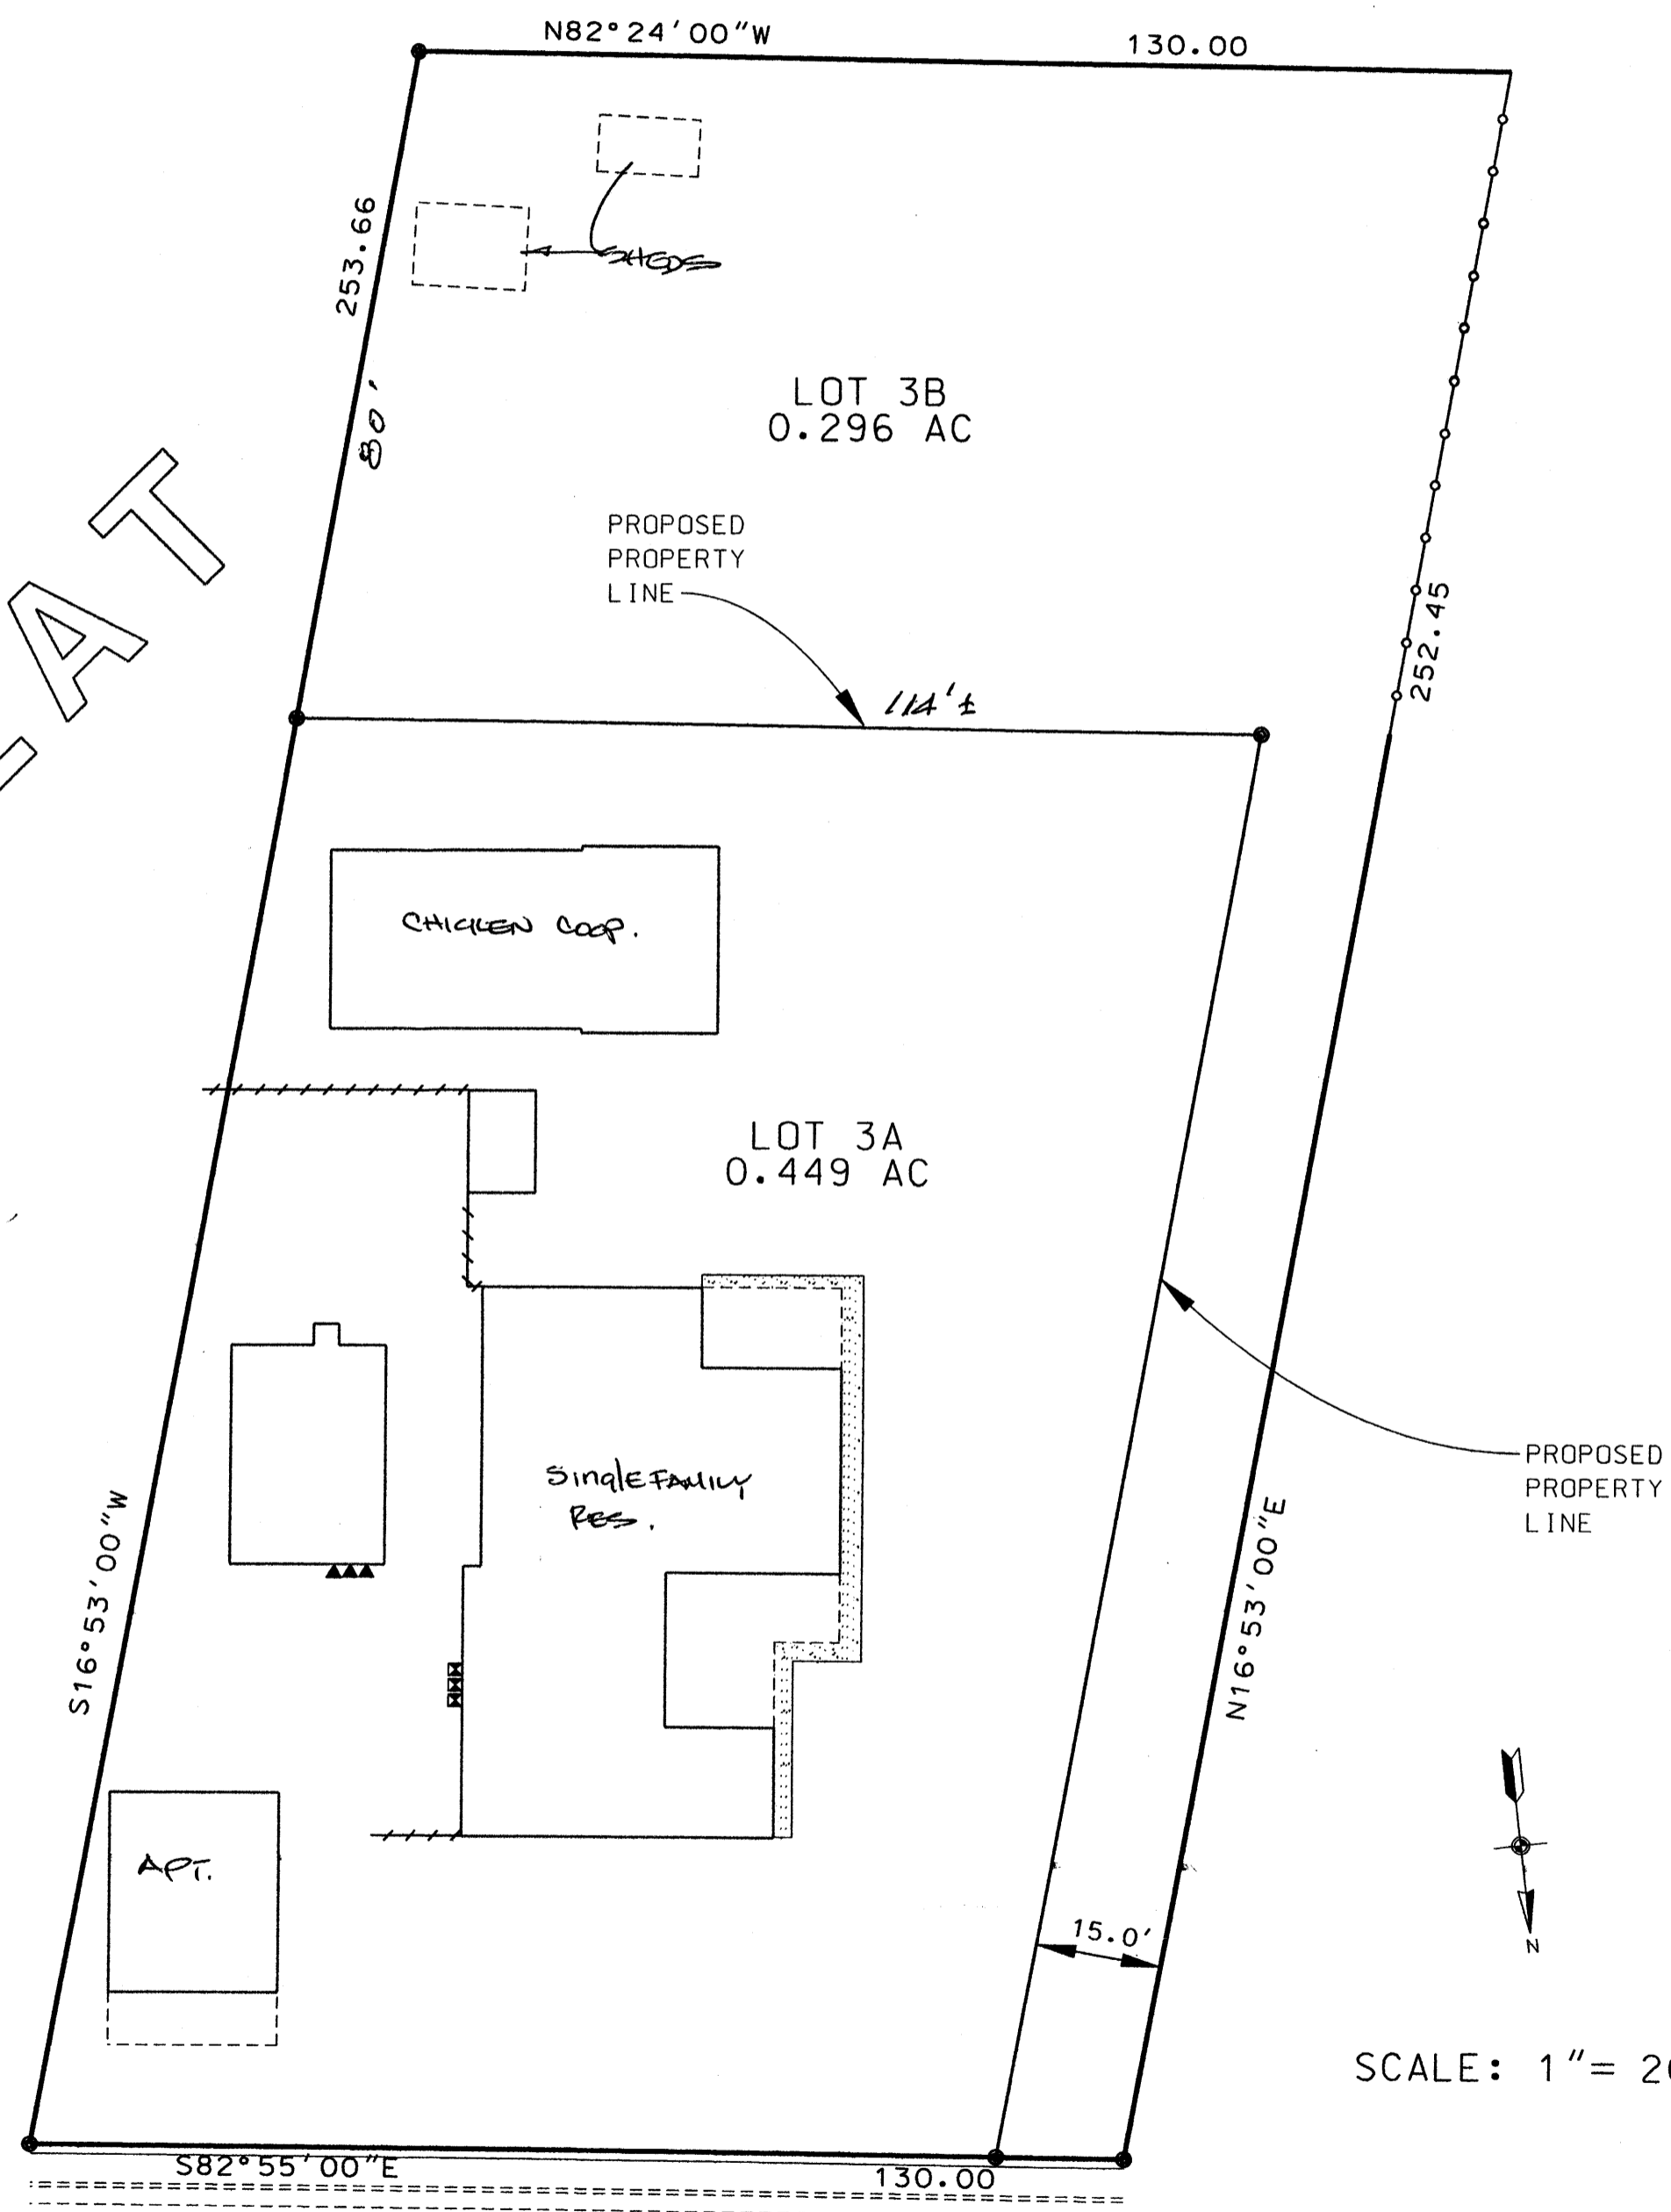 N82°24'00"W
130.00
253.66
80'
SHEDS
LOT 3B
0.296 AC
PROPOSED
PROPERTY
LINE
114'±
252.45
AT
CHICKEN COOP.
LOT 3A
0.449 AC
SinglE FAMILY
RES.
PROPOSED
PROPERTY
LINE
S16°53'00"W
N16°53'00"E
APT.
15.0'
N
SCALE: 1"= 20
S82°55'00"E
130.00